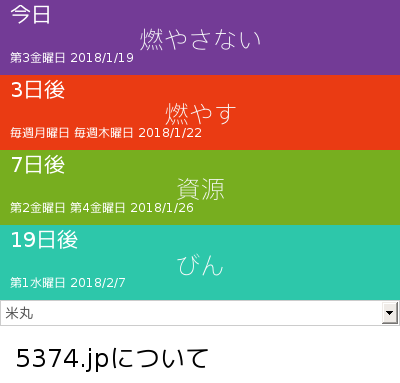 今日
燃やさない
第3金曜日 2018/1/19
3日後
燃やす
毎週月曜日 毎週木曜日 2018/1/22
7日後
資源
第2金曜日 第4金曜日 2018/1/26
19日後
びん
第1水曜日 2018/2/7
米丸
5374.jpについて